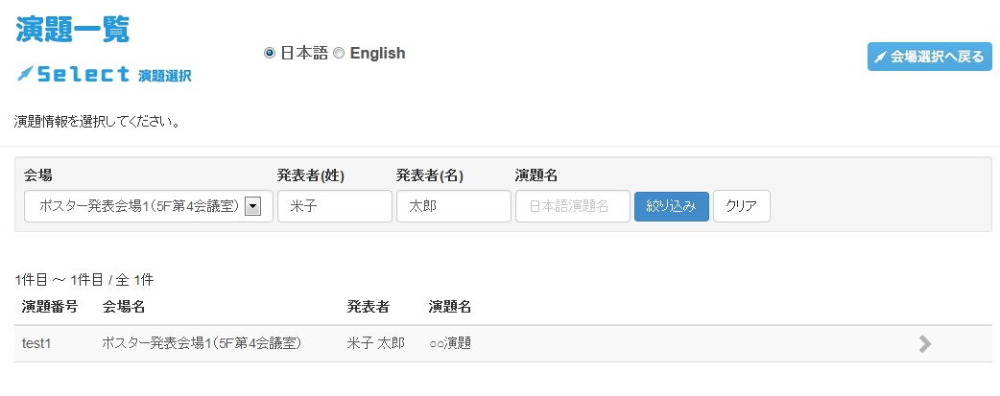 演題一覧
日本語 English
Select 演題選択
会場選択へ戻る
演題情報を選択してください。
会場 発表者(姓) 発表者(名) 演題名
ポスター発表会場1(5F第4会議室) 米子 太郎 日本語演題名 絞り込み クリア
1件目 ～ 1件目 / 全 1件
演題番号 会場名 発表者 演題名
test1 ポスター発表会場1(5F第4会議室) 米子 太郎 ○○演題